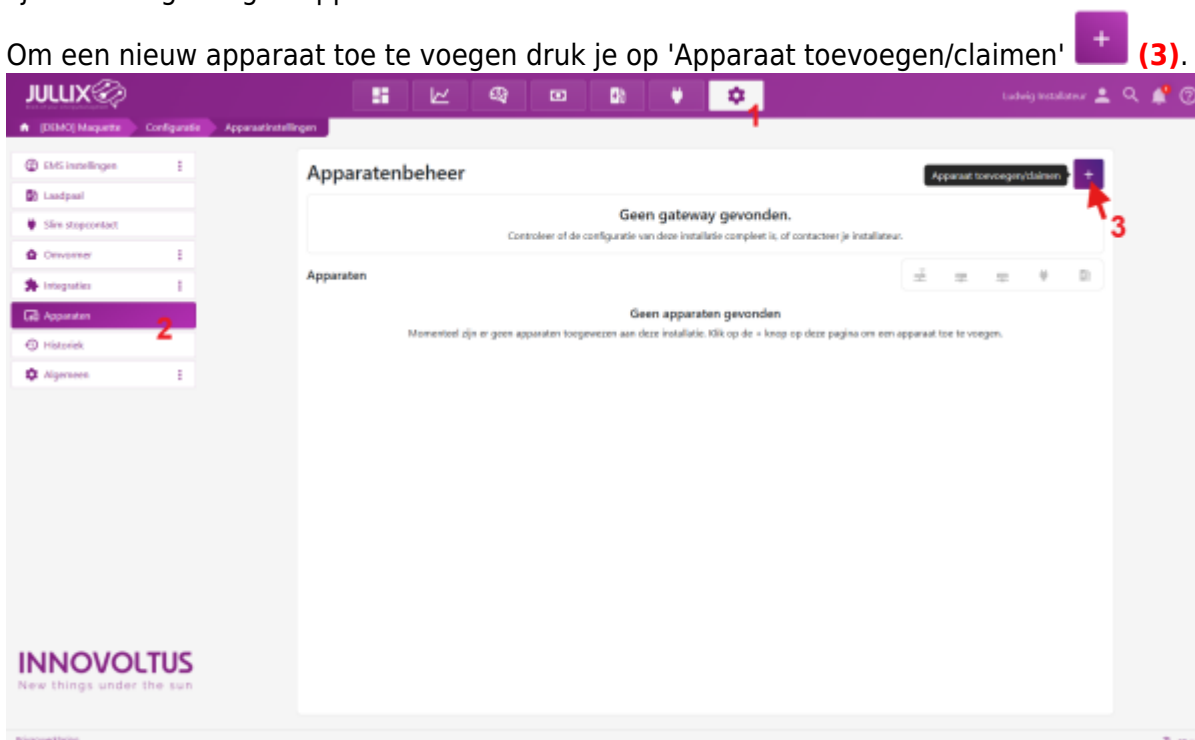 Om een nieuw apparaat toe te voegen druk je op 'Apparaat toevoegen/claimen' + (3).
JULLIX
1
Ludwig Installateur
[DEMO] Maquette Configuratie Apparaatinstellingen
EMS instellingen
Laadpaal
Slim stopcontact
Omvormer
Integraties
Apparaten
2
Historiek
Algemeen
Apparatenbeheer
Apparaat toevoegen/claimen
+
3
Geen gateway gevonden.
Controleer of de configuratie van deze installatie compleet is, of contacteer je installateur.
Apparaten
Geen apparaten gevonden
Momenteel zijn er geen apparaten toegewezen aan deze installatie. Klik op de + knop op deze pagina om een apparaat toe te voegen.
INNOVOLTUS
New things under the sun